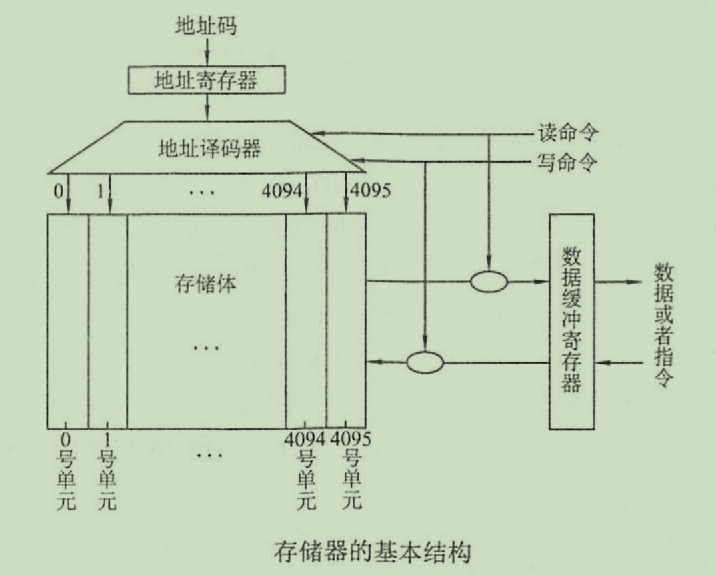 地址码
地址寄存器
地址译码器
读命令
写命令
0 1 ··· 4094 4095
存储体
···
数据缓冲寄存器
数据或者指令
0号单元
1号单元
···
4094号单元
4095号单元
存储器的基本结构